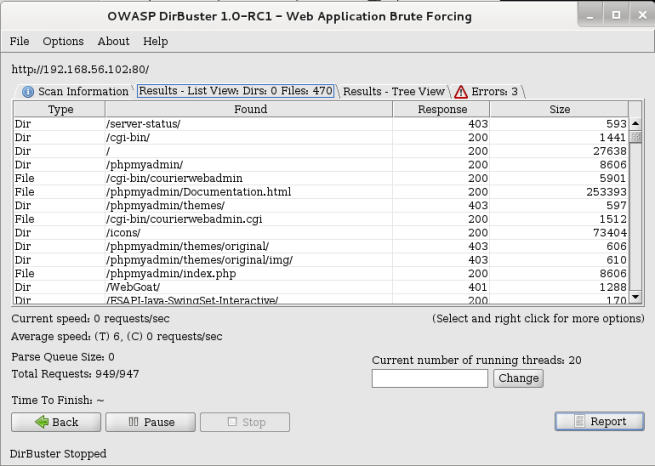 OWASP DirBuster 1.0-RC1 - Web Application Brute Forcing
File Options About Help
http://192.168.56.102:80/
Scan Information Results - List View: Dirs: 0 Files: 470 Results - Tree View Errors: 3
Type Found Response Size
Dir /server-status/ 403 593
Dir /cgi-bin/ 200 1441
Dir / 200 27638
Dir /phpmyadmin/ 200 8606
File /cgi-bin/courierwebadmin 200 5901
File /phpmyadmin/Documentation.html 200 253393
Dir /phpmyadmin/themes/ 403 597
File /cgi-bin/courierwebadmin.cgi 200 1512
Dir /icons/ 200 73404
Dir /phpmyadmin/themes/original/ 403 606
Dir /phpmyadmin/themes/original/img/ 403 610
File /phpmyadmin/index.php 200 8606
Dir /WebGoat/ 401 1288
Dir /ESAPI-Java-SwingSet-Interactive/ 200 170
Current speed: 0 requests/sec (Select and right click for more options)
Average speed: (T) 6, (C) 0 requests/sec
Parse Queue Size: 0
Current number of running threads: 20
Total Requests: 949/947
Change
Time To Finish: ~
Back Pause Stop Report
DirBuster Stopped